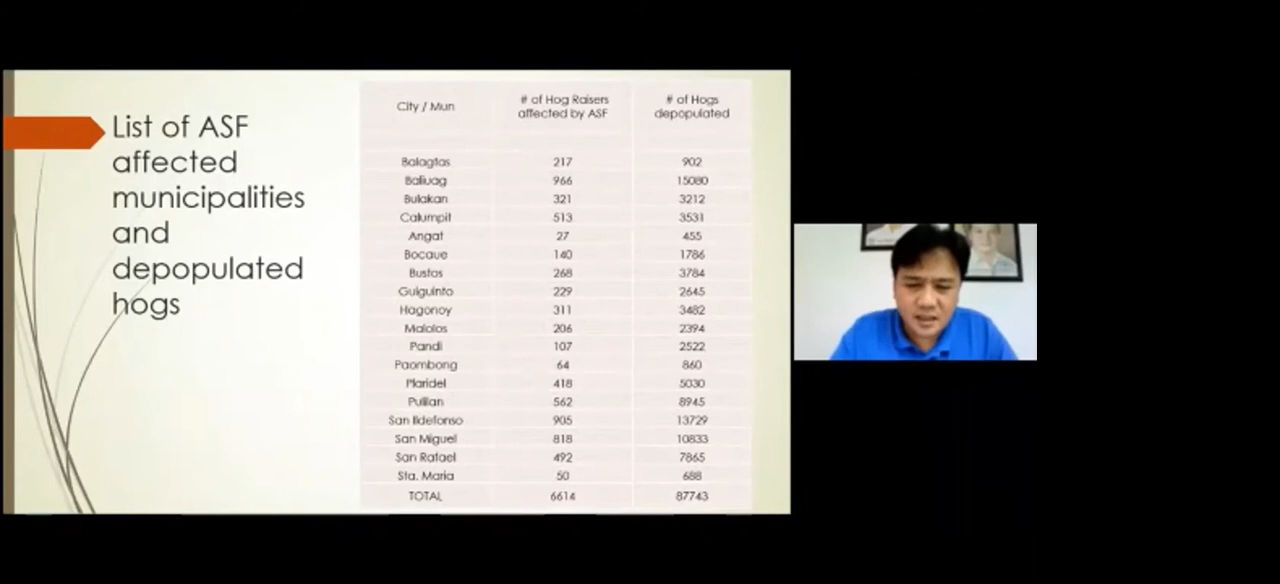 List of ASF
affected
municipalities
and
depopulated
hogs
City / Mun # of Hog Raisers affected by ASF # of Hogs depopulated
Balagtas 217 902
Baliuag 966 15080
Bulakan 321 3212
Calumpit 513 3531
Angat 27 455
Bocaue 140 1786
Bustos 268 3784
Guiguinto 229 2645
Hagonoy 311 3482
Malolos 206 2394
Pandi 107 2522
Paombong 64 860
Plaridel 418 5030
Pulilan 562 8945
San Ildefonso 905 13729
San Miguel 818 10833
San Rafael 492 7865
Sta. Maria 50 688
TOTAL 6614 87743